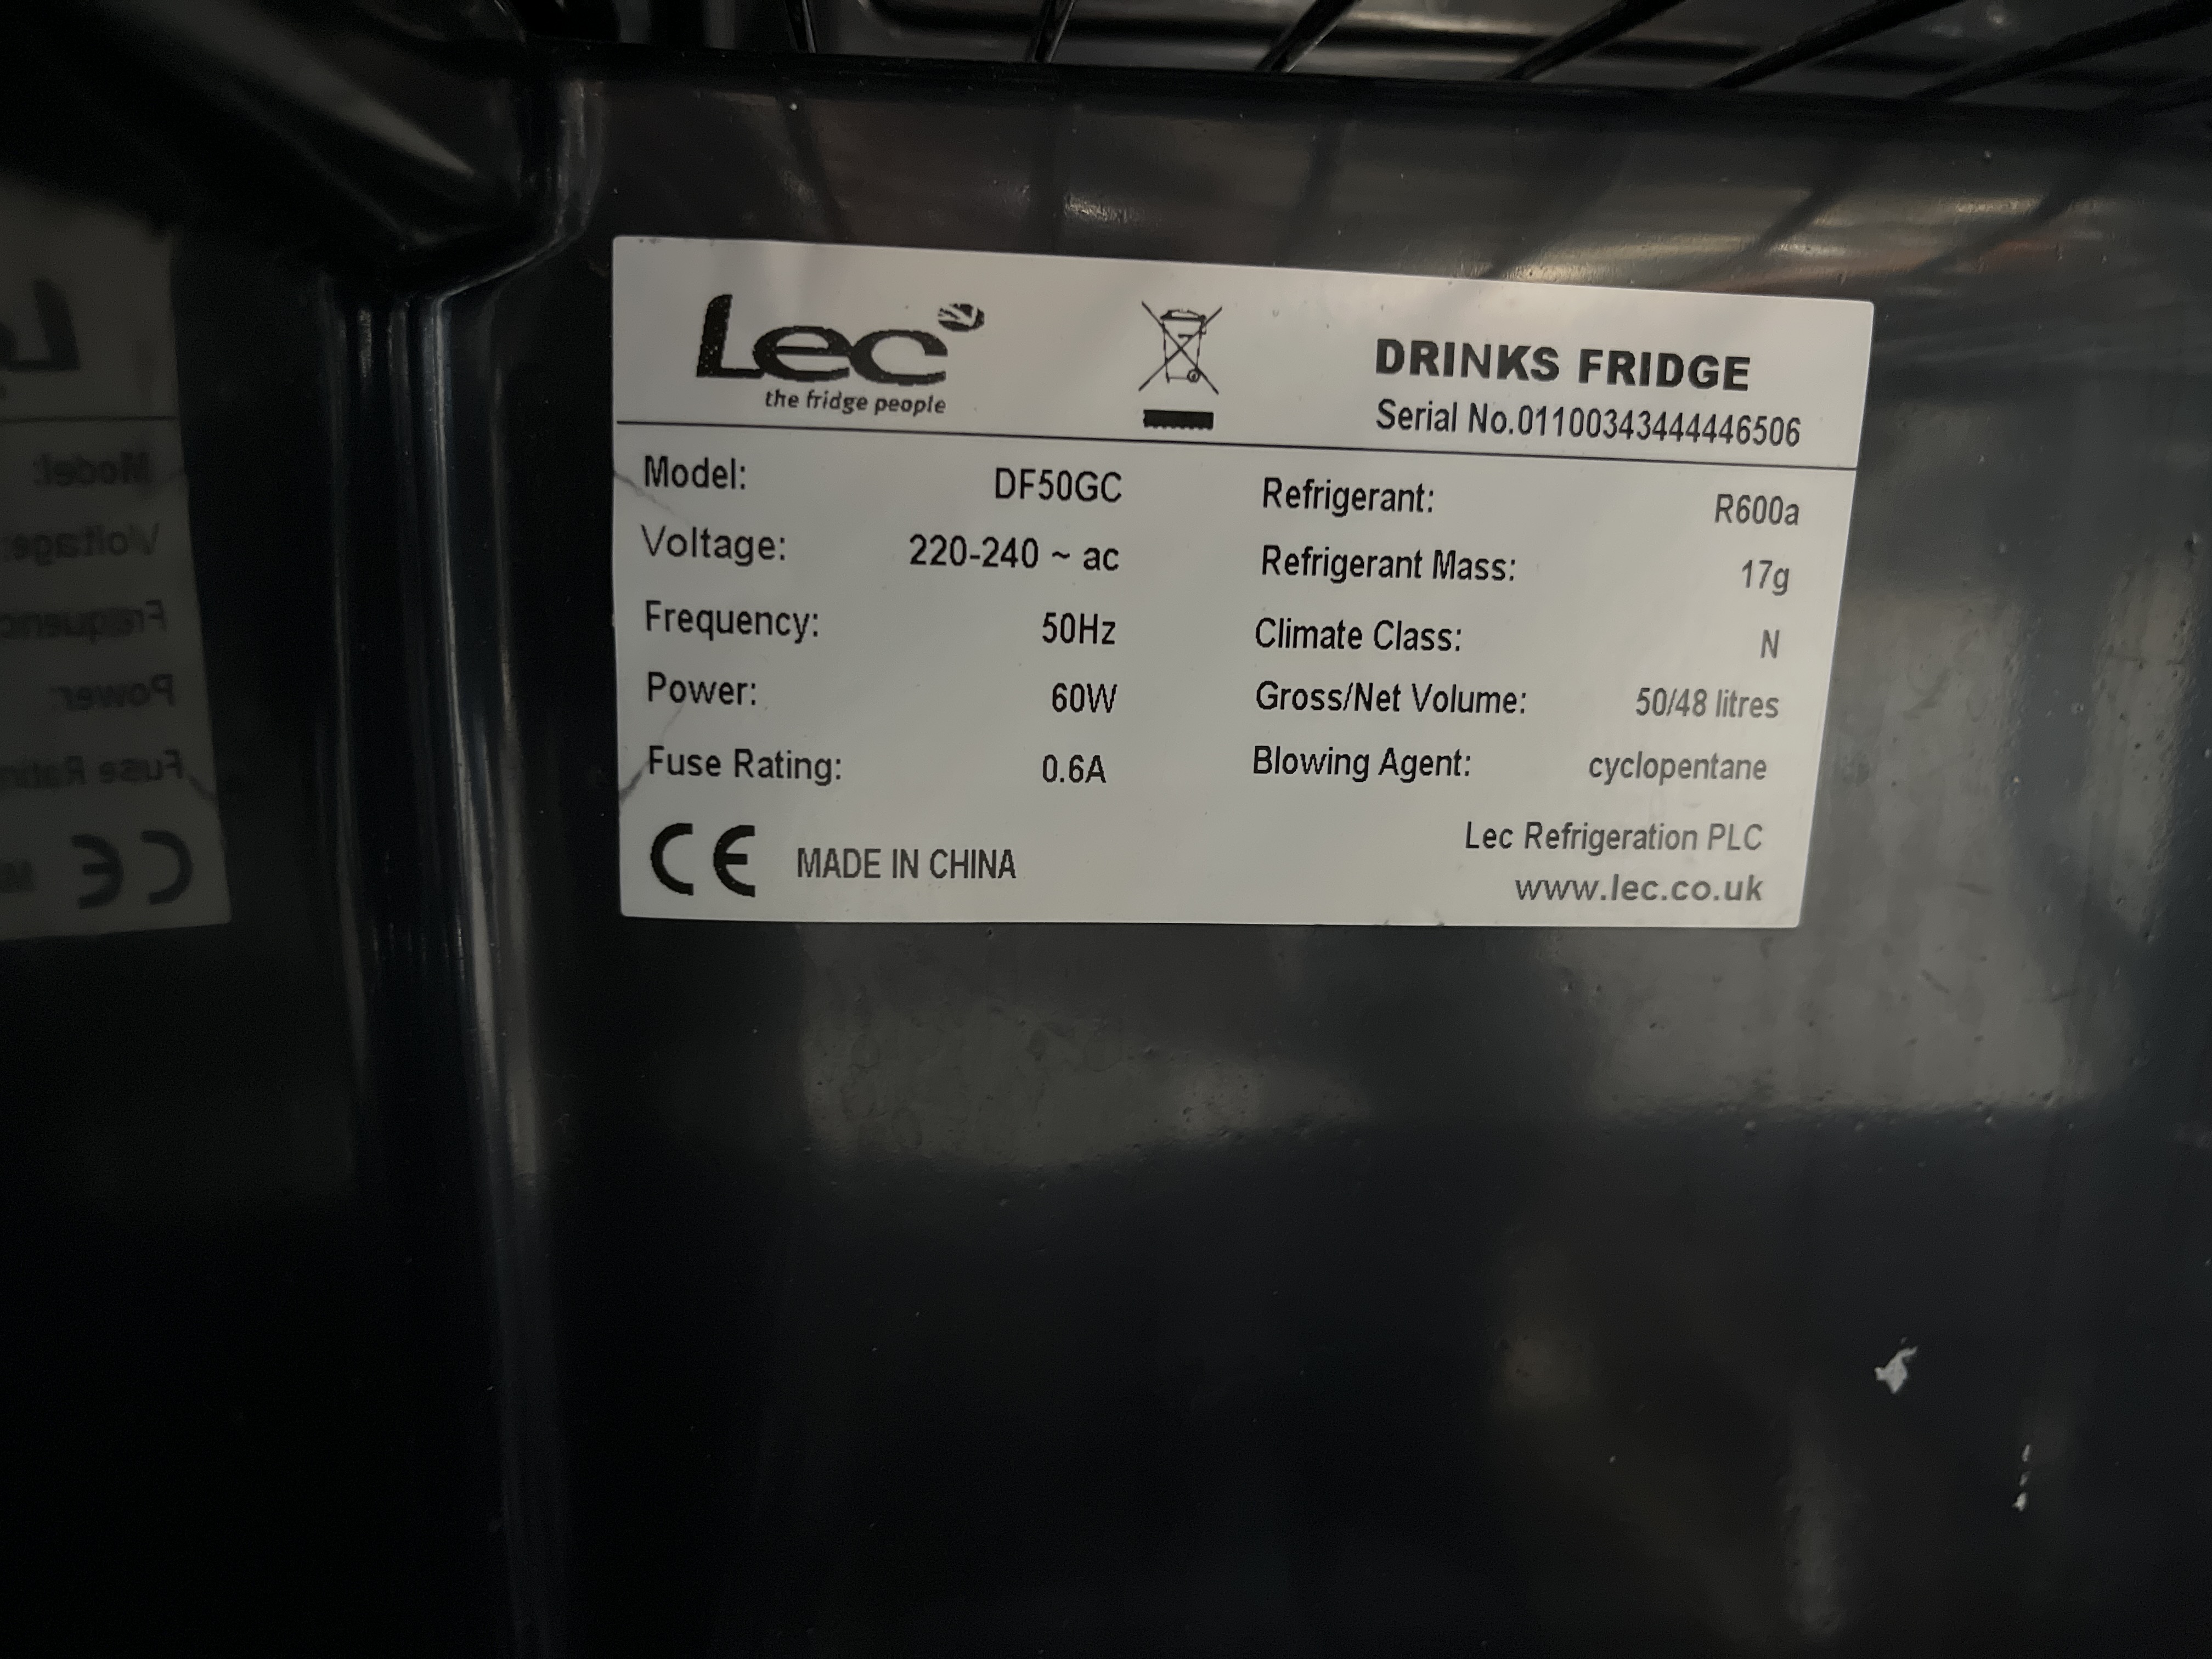 Lec
the fridge people
DRINKS FRIDGE
Serial No.01100343444446506
Model: DF50GC
Voltage: 220-240 ~ ac
Frequency: 50Hz
Power: 60W
Fuse Rating: 0.6A
Refrigerant: R600a
Refrigerant Mass: 17g
Climate Class: N
Gross/Net Volume: 50/48 litres
Blowing Agent: cyclopentane
CE MADE IN CHINA
Lec Refrigeration PLC
www.lec.co.uk